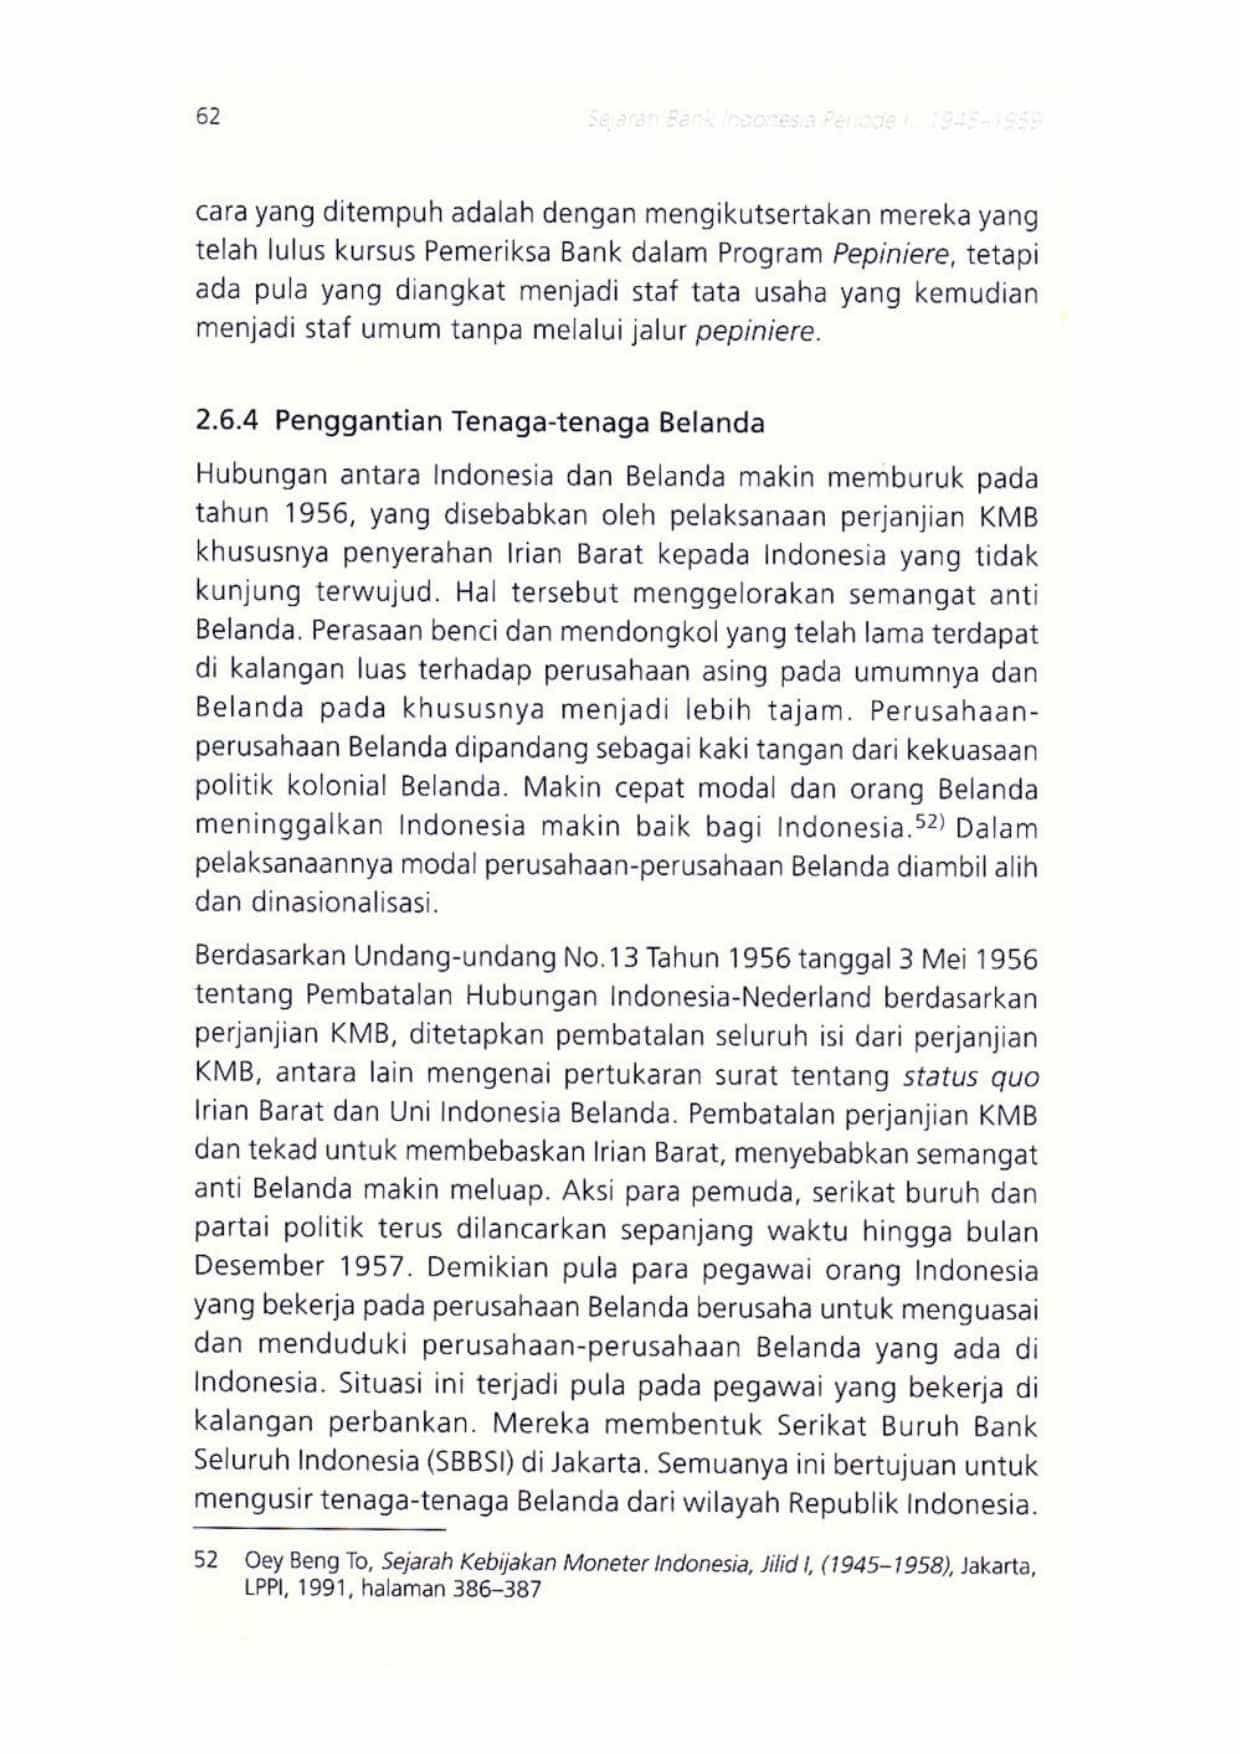 62
Sejarah Bank Indonesia Periode I: 1945–1959
cara yang ditempuh adalah dengan mengikutsertakan mereka yang
telah lulus kursus Pemeriksa Bank dalam Program Pepiniere, tetapi
ada pula yang diangkat menjadi staf tata usaha yang kemudian
menjadi staf umum tanpa melalui jalur pepiniere.
2.6.4 Penggantian Tenaga-tenaga Belanda
Hubungan antara Indonesia dan Belanda makin memburuk pada
tahun 1956, yang disebabkan oleh pelaksanaan perjanjian KMB
khususnya penyerahan Irian Barat kepada Indonesia yang tidak
kunjung terwujud. Hal tersebut menggelorakan semangat anti
Belanda. Perasaan benci dan mendongkol yang telah lama terdapat
di kalangan luas terhadap perusahaan asing pada umumnya dan
Belanda pada khususnya menjadi lebih tajam. Perusahaan-
perusahaan Belanda dipandang sebagai kaki tangan dari kekuasaan
politik kolonial Belanda. Makin cepat modal dan orang Belanda
meninggalkan Indonesia makin baik bagi Indonesia.52) Dalam
pelaksanaannya modal perusahaan-perusahaan Belanda diambil alih
dan dinasionalisasi.
Berdasarkan Undang-undang No.13 Tahun 1956 tanggal 3 Mei 1956
tentang Pembatalan Hubungan Indonesia-Nederland berdasarkan
perjanjian KMB, ditetapkan pembatalan seluruh isi dari perjanjian
KMB, antara lain mengenai pertukaran surat tentang status quo
Irian Barat dan Uni Indonesia Belanda. Pembatalan perjanjian KMB
dan tekad untuk membebaskan Irian Barat, menyebabkan semangat
anti Belanda makin meluap. Aksi para pemuda, serikat buruh dan
partai politik terus dilancarkan sepanjang waktu hingga bulan
Desember 1957. Demikian pula para pegawai orang Indonesia
yang bekerja pada perusahaan Belanda berusaha untuk menguasai
dan menduduki perusahaan-perusahaan Belanda yang ada di
Indonesia. Situasi ini terjadi pula pada pegawai yang bekerja di
kalangan perbankan. Mereka membentuk Serikat Buruh Bank
Seluruh Indonesia (SBBSI) di Jakarta. Semuanya ini bertujuan untuk
mengusir tenaga-tenaga Belanda dari wilayah Republik Indonesia.
52 Oey Beng To, Sejarah Kebijakan Moneter Indonesia, Jilid I, (1945–1958), Jakarta,
LPPI, 1991, halaman 386–387